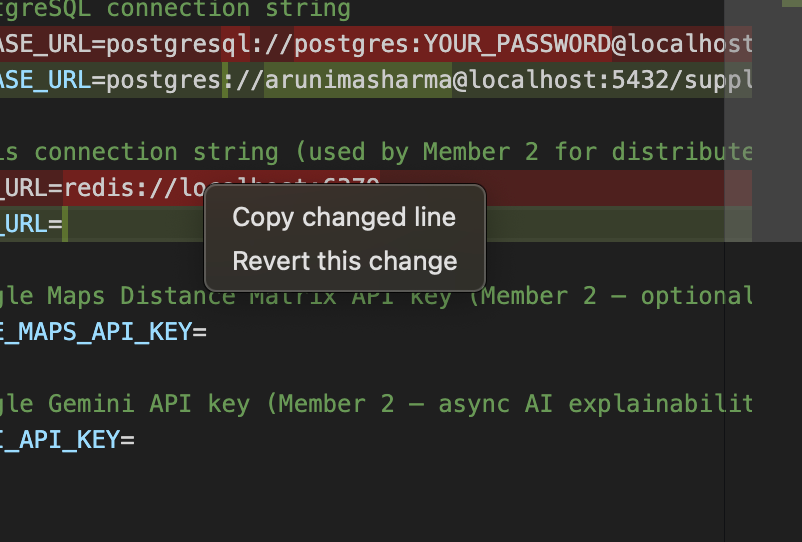 tgreSQL connection string
ASE_URL=postgresql://postgres:YOUR_PASSWORD@localhost
ASE_URL=postgres://arunimasharma@localhost:5432/suppl
is connection string (used by Member 2 for distribute
_URL=redis://localhost:6379
_URL=
Copy changed line
Revert this change
gle Maps Distance Matrix API key (Member 2 — optional
E_MAPS_API_KEY=
gle Gemini API key (Member 2 — async AI explainabilit
I_API_KEY=